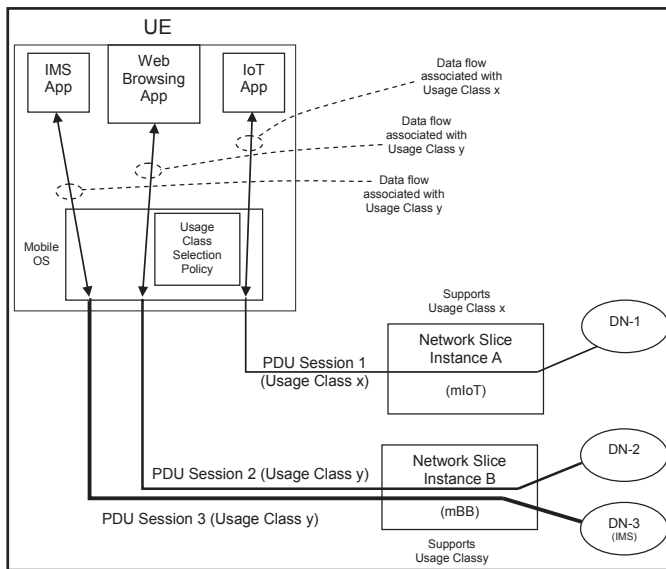 UE
IMS
App
Web
Browsing
App
IoT
App
Data flow
associated with
Usage Class x
Data flow
associated with
Usage Class y
Data flow
associated with
Usage Class y
Mobile
OS
Usage
Class
Selection
Policy
Supports
Usage Class x
DN-1
Network Slice
Instance A
(mIoT)
PDU Session 1
(Usage Class x)
DN-2
PDU Session 2 (Usage Class y)
Network Slice
Instance B
(mBB)
PDU Session 3 (Usage Class y)
DN-3
(IMS)
Supports
Usage Classy